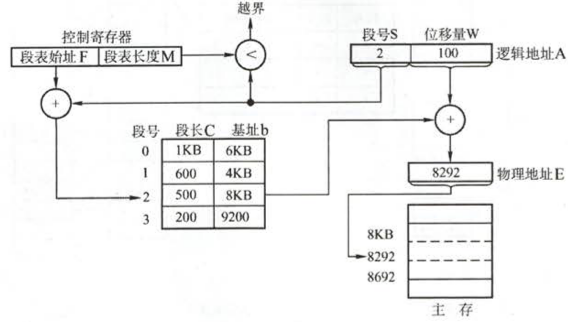 越界
控制寄存器
段表始址F 段表长度M
<
段号S 位移量W
2 100 逻辑地址A
+
+
段号 段长C 基址b
0 1KB 6KB
1 600 4KB
2 500 8KB
3 200 9200
8292 物理地址E
8KB
8292
8692
主存